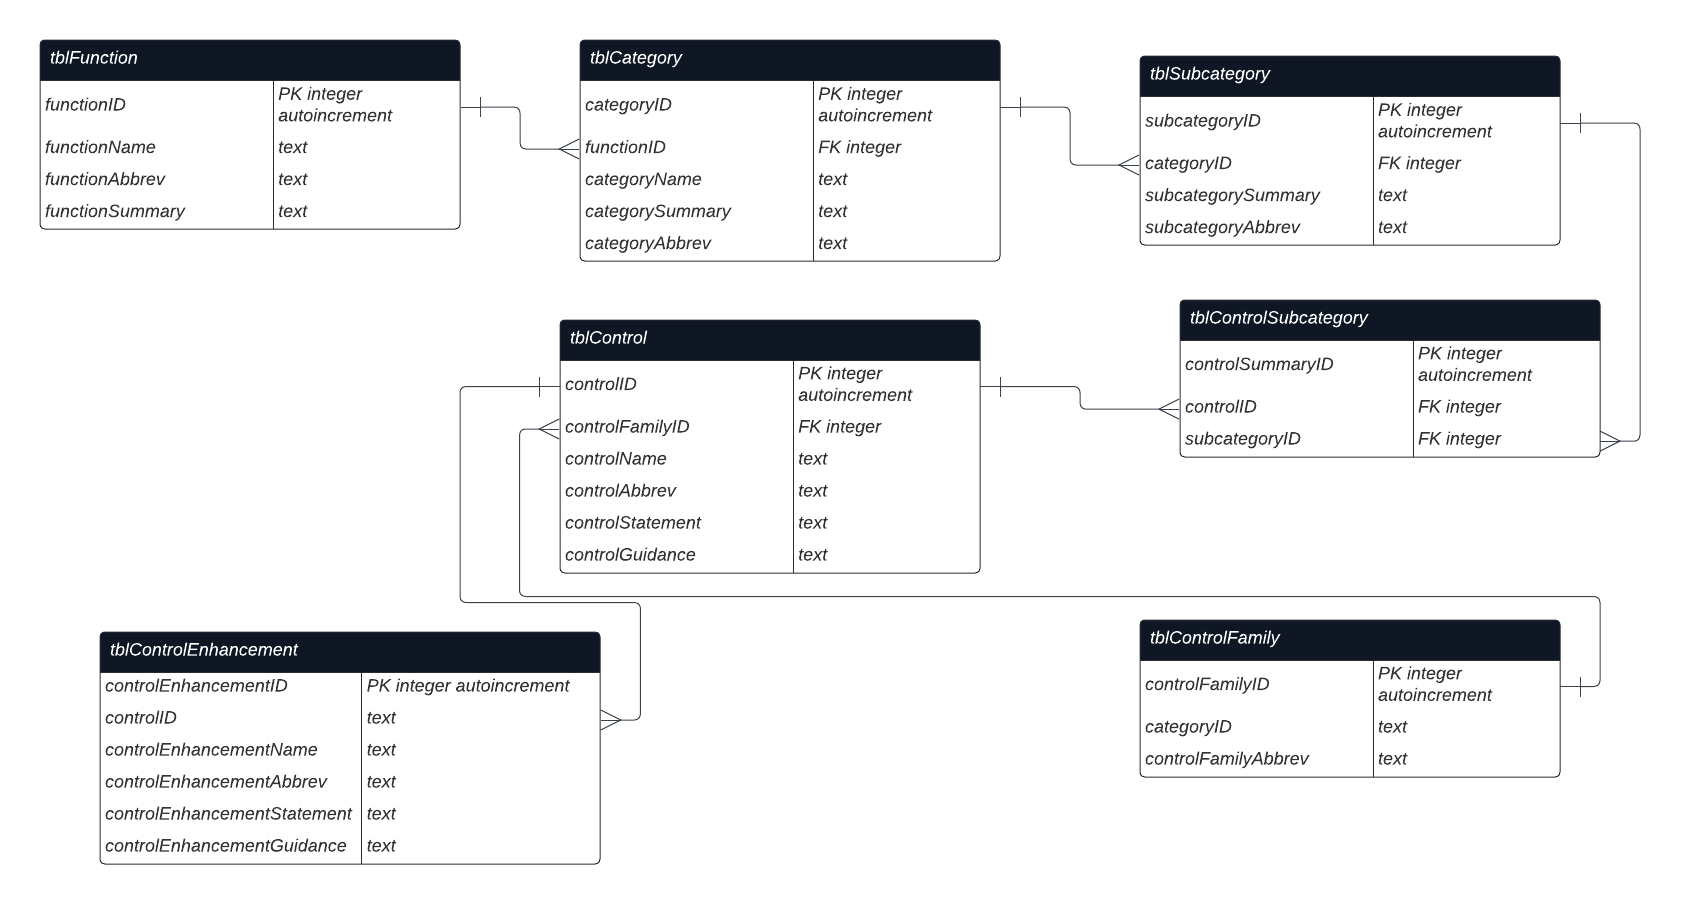 tblFunction
functionID PK integer
autoincrement
functionName text
functionAbbrev text
functionSummary text
tblCategory
categoryID PK integer
autoincrement
functionID FK integer
categoryName text
categorySummary text
categoryAbbrev text
tblSubcategory
subcategoryID PK integer
autoincrement
categoryID FK integer
subcategorySummary text
subcategoryAbbrev text
tblControl
controlID PK integer
autoincrement
controlFamilyID FK integer
controlName text
controlAbbrev text
controlStatement text
controlGuidance text
tblControlSubcategory
controlSummaryID PK integer
autoincrement
controlID FK integer
subcategoryID FK integer
tblControlEnhancement
controlEnhancementID PK integer autoincrement
controlID text
controlEnhancementName text
controlEnhancementAbbrev text
controlEnhancementStatement text
controlEnhancementGuidance text
tblControlFamily
controlFamilyID PK integer
autoincrement
categoryID text
controlFamilyAbbrev text